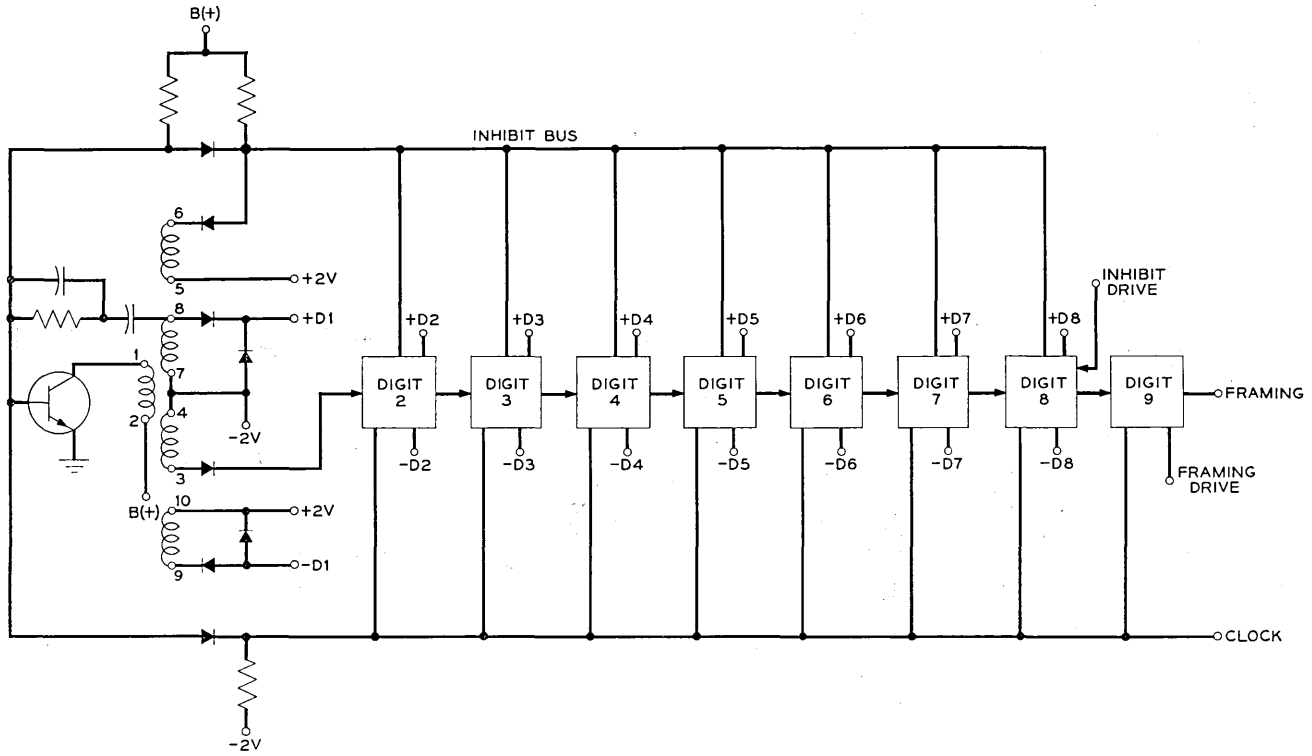 B(+)
INHIBIT BUS
6
5
+2V
8
+D1
7
1
2
4
-2V
3
B(+)
10
+2V
9
-D1
-2V
+D2
DIGIT
2
-D2
+D3
DIGIT
3
-D3
+D4
DIGIT
4
-D4
+D5
DIGIT
5
-D5
+D6
DIGIT
6
-D6
+D7
DIGIT
7
-D7
INHIBIT
DRIVE
+D8
DIGIT
8
-D8
DIGIT
9
FRAMING
FRAMING
DRIVE
CLOCK